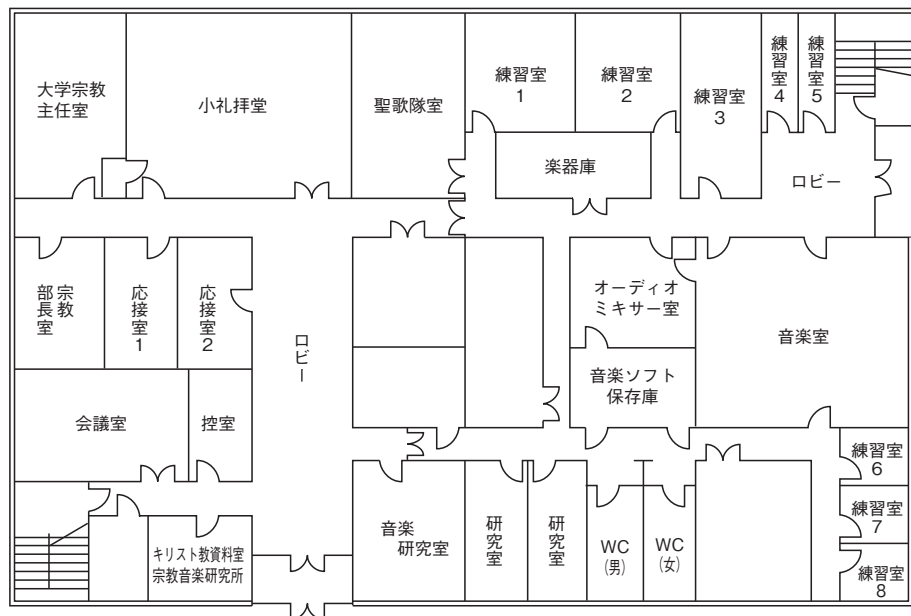 大学宗教
主任室
小礼拝堂
聖歌隊室
練習室
1
練習室
2
練習室
3
練習室
4
練習室
5
楽器庫
ロビー
宗教
部長室
応接室
1
応接室
2
ロビー
オーディオ
ミキサー室
音楽室
音楽ソフト
保存庫
会議室
控室
練習室
6
練習室
7
練習室
8
キリスト教資料室
宗教音楽研究所
音楽
研究室
研究室
研究室
WC
(男)
WC
(女)